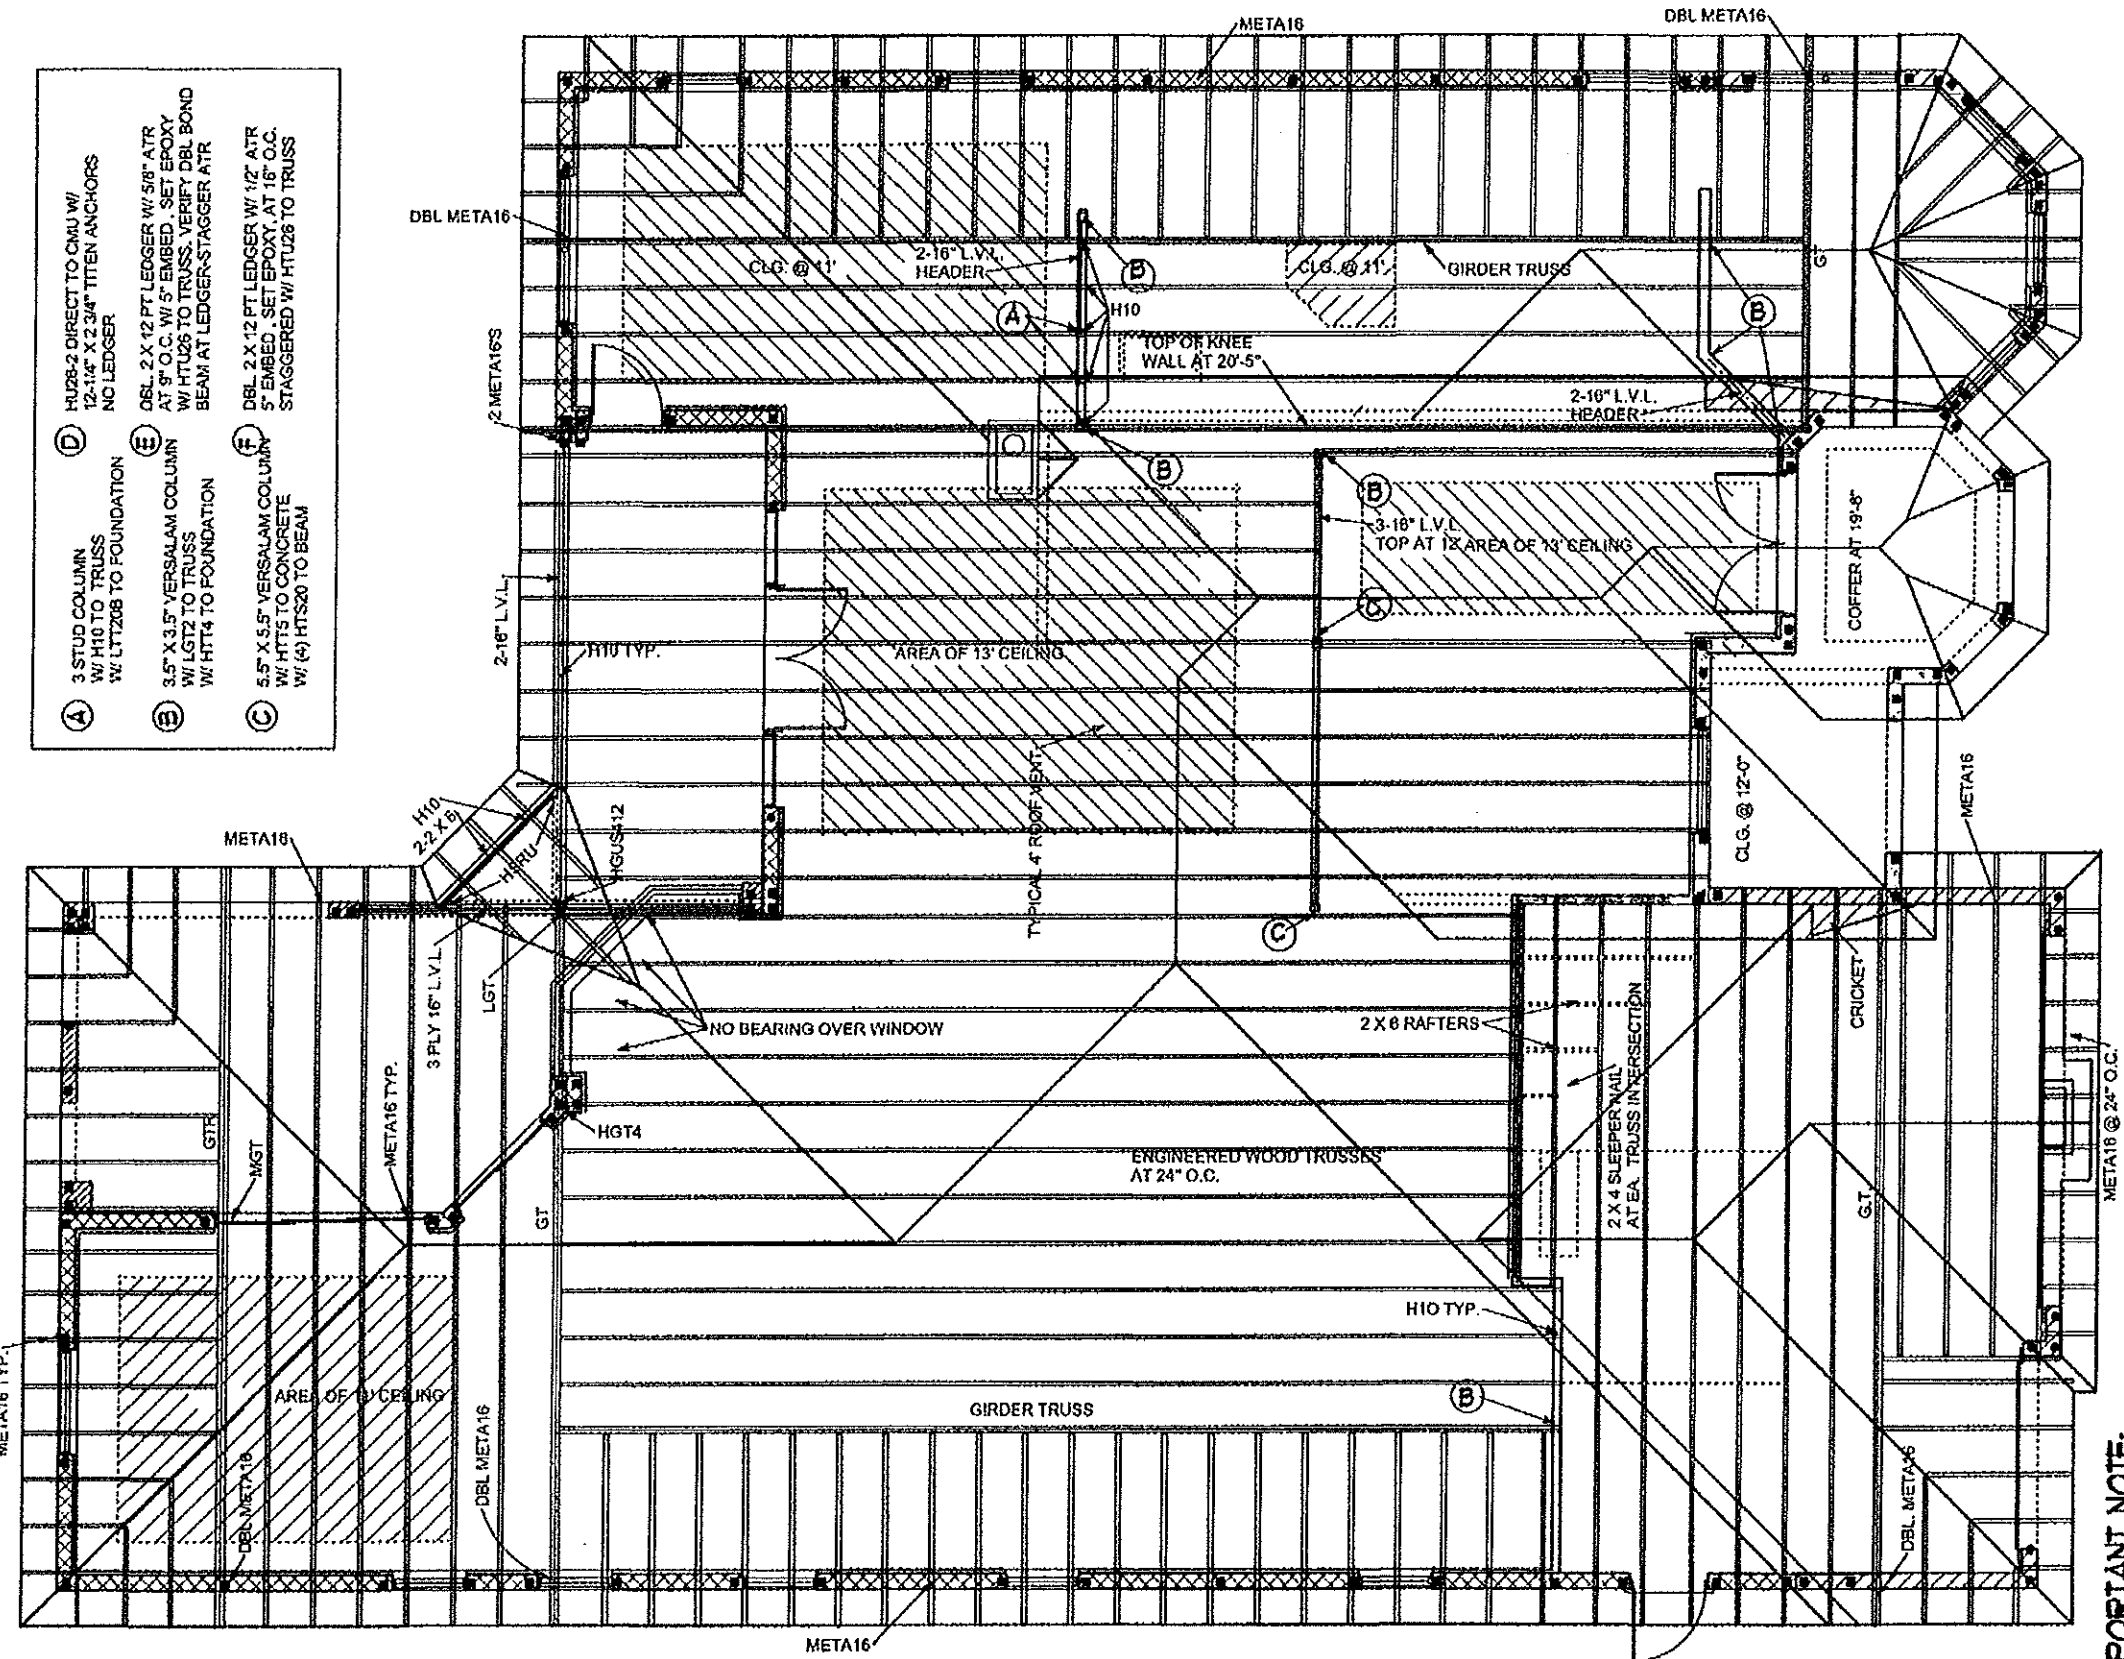 A
3 STUD COLUMN
W/ H10 TO TRUSS
W/ LTT20B TO FOUNDATION
B
3.5" X 3.5" VERSALAM COLUMN
W/ LGT2 TO TRUSS
W/ HTT4 TO FOUNDATION
C
5.5" X 5.5" VERSALAM COLUMN
W/ HTT5 TO CONCRETE
W/ (4) HTS20 TO BEAM
D
HU26-2 DIRECT TO CMU W/
12-1/4" X 2 3/4" TITEN ANCHORS
NO LEDGER
E
DBL. 2 X 12 PT LEDGER W/ 5/8" ATR
AT 9" O.C. W/ 5" EMBED. SET EPOXY
W/ HTU26 TO TRUSS. VERIFY DBL BOND
BEAM AT LEDGER-STAGGER ATR
F
DBL 2 X 12 PT LEDGER W/ 1/2" ATR
5" EMBED. SET EPOXY, AT 16" O.C.
STAGGERED W/ HTU26 TO TRUSS
META16
DBL META16
DBL META16
CLG. @ 11'
2-16" L.V.L.
HEADER
B
CLG. @ 11'
GIRDER TRUSS
GT
A
H10
B
TOP OF KNEE
WALL AT 20'-5"
2-16" L.V.L.
HEADER
2 META16S
B
B
3-16" L.V.L.
TOP AT 12'
AREA OF 13' CEILING
COFFER AT 19'-8"
2-16" L.V.L.
H10 TYP.
AREA OF 13' CEILING
C
TYPICAL 4' ROOF VENT
CLG. @ 12'-0"
META16
META16
H10
2-2 X 6
HSRU
HGUS412
C
3 PLY 16" L.V.L.
LGT
NO BEARING OVER WINDOW
2 X 6 RAFTERS
CRICKET
META16 TYP.
MGT
HGT4
ENGINEERED WOOD TRUSSES
AT 24" O.C.
2 X 4 SLEEPER NAIL
AT EA. TRUSS INTERSECTION
GT
G.T.
META16 @ 24" O.C.
META16 TYP.
H10 TYP.
B
GIRDER TRUSS
DBL META16
DBL META16
DBL. META16
META16
PORTANT NOTE: